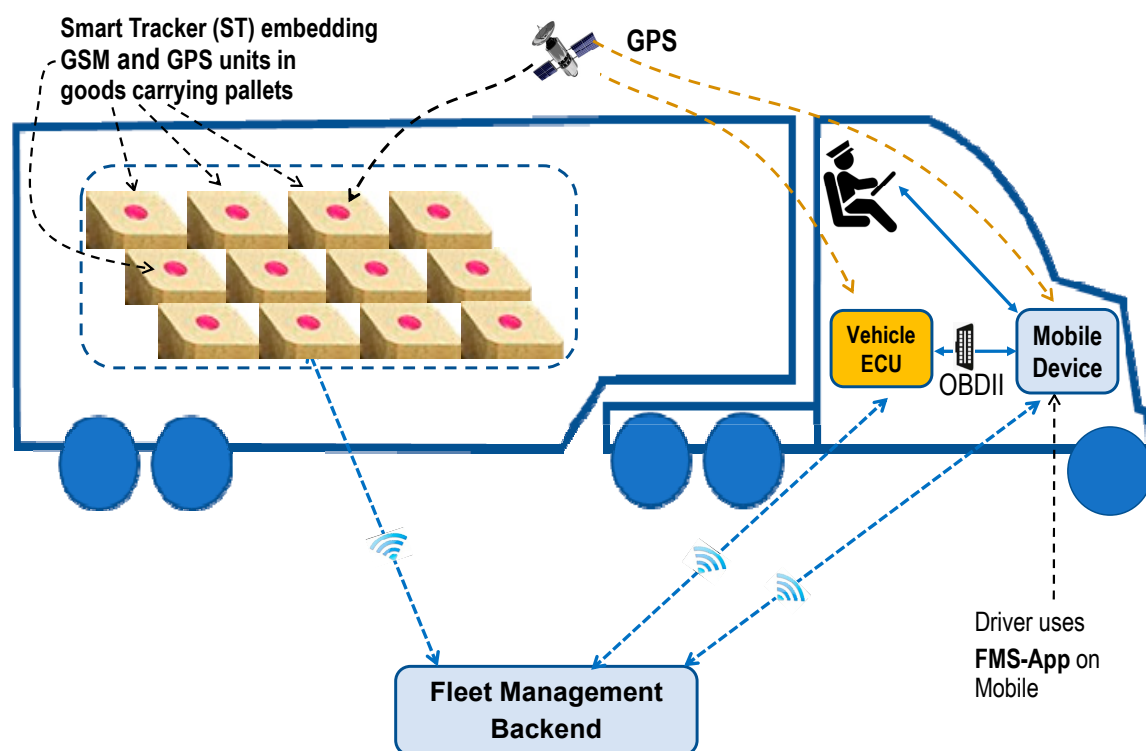 Smart Tracker (ST) embedding
GSM and GPS units in
goods carrying pallets
GPS
Vehicle
ECU
OBDII
Mobile
Device
Driver uses
FMS-App on
Mobile
Fleet Management
Backend